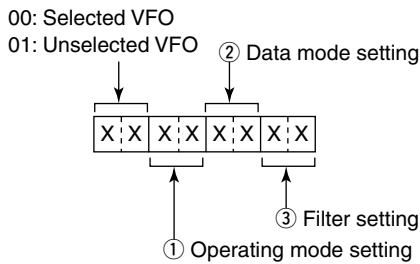 00: Selected VFO
01: Unselected VFO
② Data mode setting
X X X X X X X X
③ Filter setting
① Operating mode setting